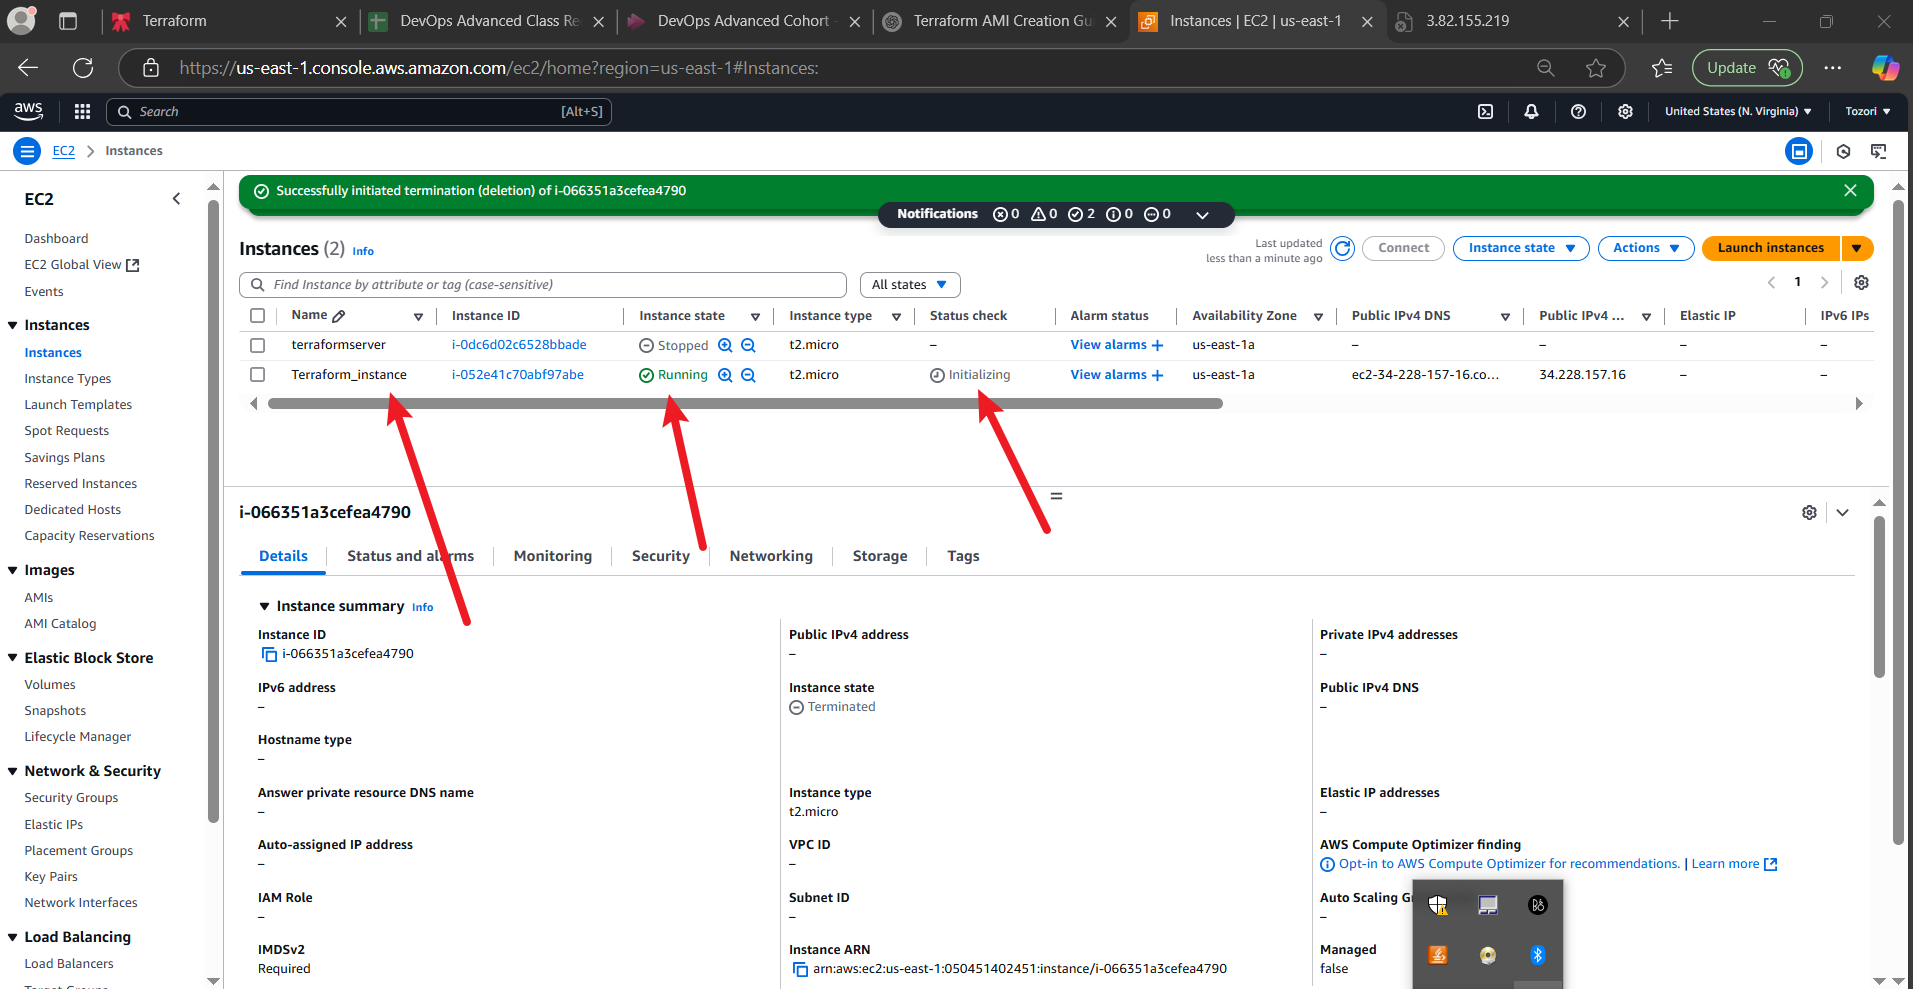 Terraform
DevOps Advanced Class Re
DevOps Advanced Cohort -
Terraform AMI Creation Gu
Instances | EC2 | us-east-1
3.82.155.219
https://us-east-1.console.aws.amazon.com/ec2/home?region=us-east-1#Instances:
Update
aws
Search
[Alt+S]
United States (N. Virginia)
Tozori
EC2
Instances
EC2
Dashboard
EC2 Global View
Events
Instances
Instances
Instance Types
Launch Templates
Spot Requests
Savings Plans
Reserved Instances
Dedicated Hosts
Capacity Reservations
Images
AMIs
AMI Catalog
Elastic Block Store
Volumes
Snapshots
Lifecycle Manager
Network & Security
Security Groups
Elastic IPs
Placement Groups
Key Pairs
Network Interfaces
Load Balancing
Load Balancers
Target Groups
Successfully initiated termination (deletion) of i-066351a3cefea4790
Notifications 0 0 2 0 0
Instances (2) Info
Last updated
less than a minute ago
Connect
Instance state
Actions
Launch instances
Find Instance by attribute or tag (case-sensitive)
All states
1
Name Instance ID Instance state Instance type Status check Alarm status Availability Zone Public IPv4 DNS Public IPv4 ... Elastic IP IPv6 IPs
terraformserver i-0dc6d02c6528bbade Stopped t2.micro – View alarms + us-east-1a – – – –
Terraform_instance i-052e41c70abf97abe Running t2.micro Initializing View alarms + us-east-1a ec2-34-228-157-16.co... 34.228.157.16 – –
i-066351a3cefea4790
Details Status and alarms Monitoring Security Networking Storage Tags
Instance summary Info
Instance ID
i-066351a3cefea4790
Public IPv4 address
–
Private IPv4 addresses
–
IPv6 address
–
Instance state
Terminated
Public IPv4 DNS
–
Hostname type
–
Answer private resource DNS name
–
Instance type
t2.micro
Elastic IP addresses
–
Auto-assigned IP address
–
VPC ID
–
AWS Compute Optimizer finding
Opt-in to AWS Compute Optimizer for recommendations. | Learn more
IAM Role
–
Subnet ID
–
Auto Scaling G
–
IMDSv2
Required
Instance ARN
arn:aws:ec2:us-east-1:050451402451:instance/i-066351a3cefea4790
Managed
false